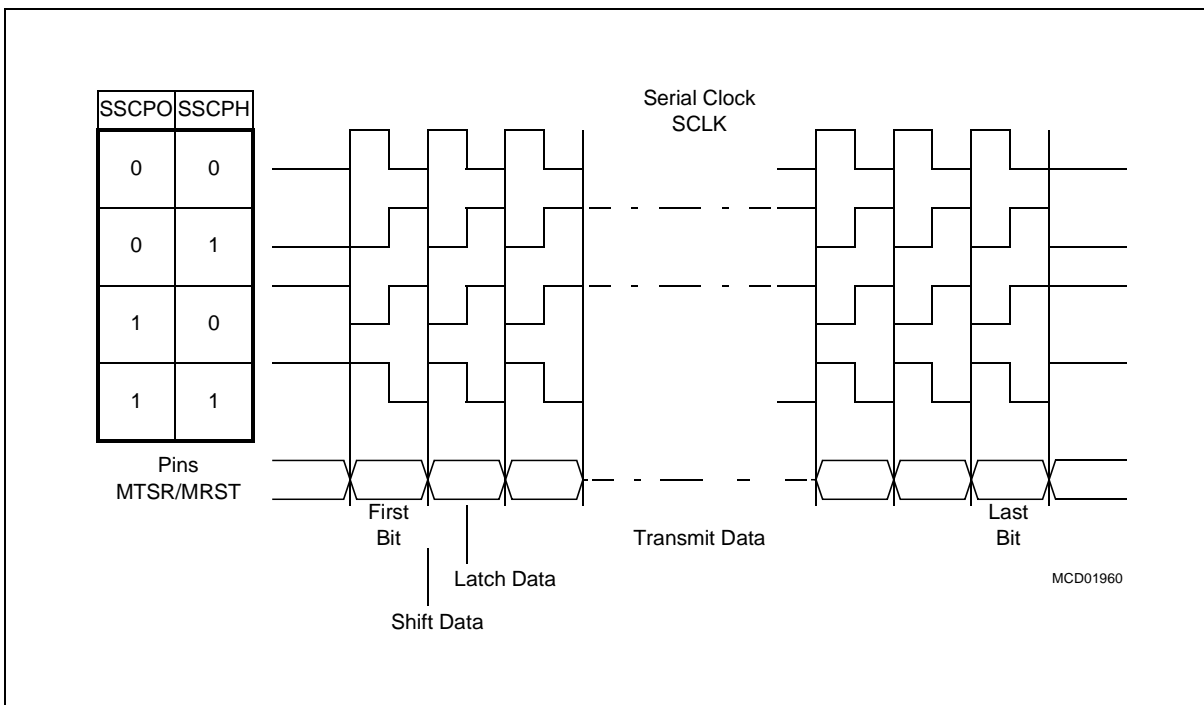 SSCPO SSCPH
Serial Clock
SCLK
0 0
0 1
1 0
1 1
Pins
MTSR/MRST
First
Bit
Last
Bit
Transmit Data
Latch Data
MCD01960
Shift Data